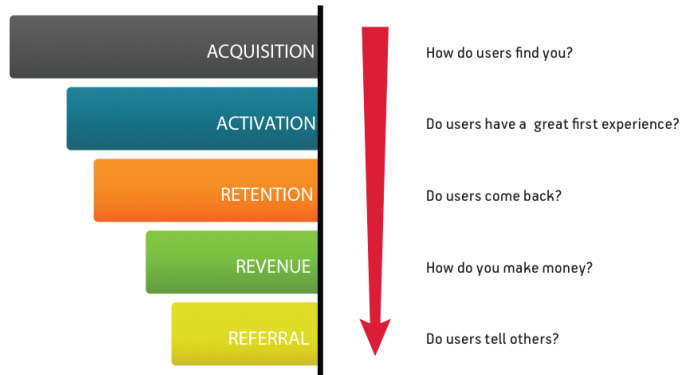 ACQUISITION
How do users find you?
ACTIVATION
Do users have a great first experience?
RETENTION
Do users come back?
REVENUE
How do you make money?
REFERRAL
Do users tell others?